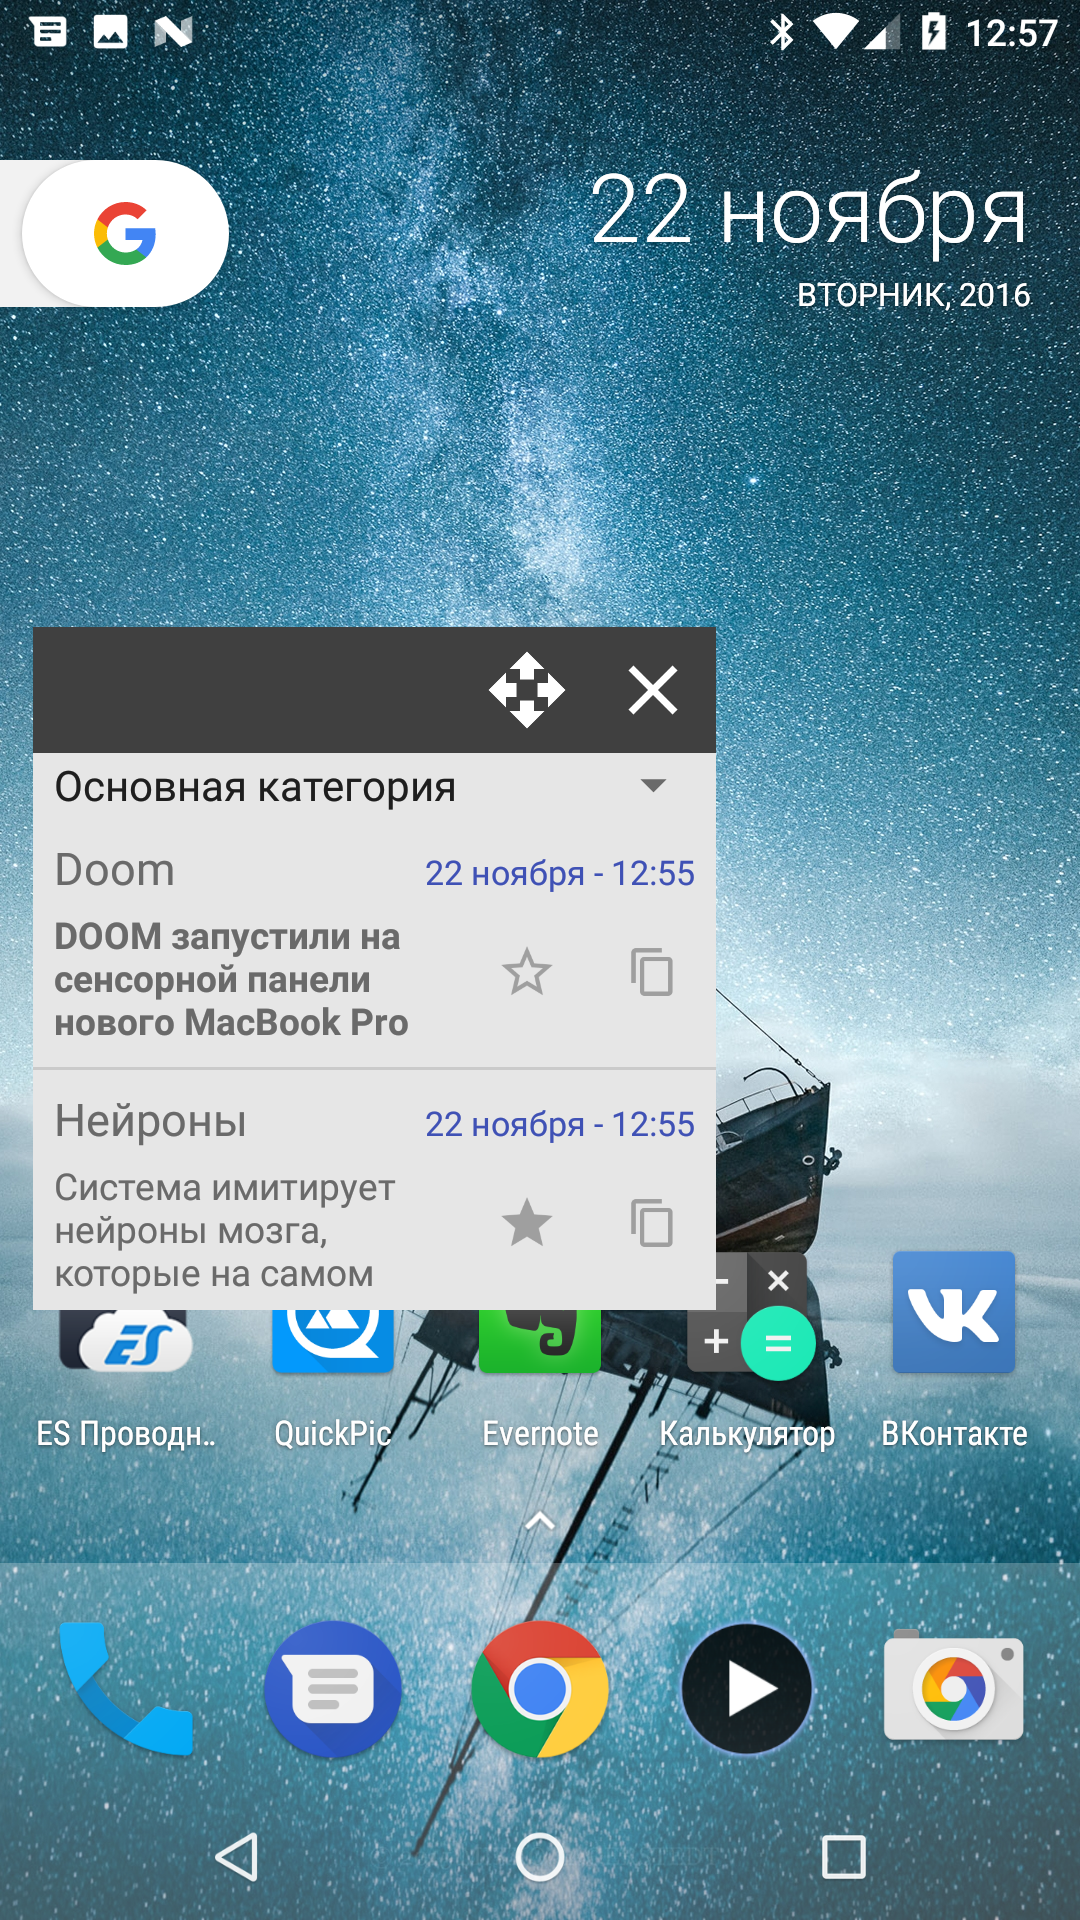 12:57
22 ноября
ВТОРНИК, 2016
Основная категория
Doom
22 ноября - 12:55
DOOM запустили на
сенсорной панели
нового MacBook Pro
Нейроны
22 ноября - 12:55
Система имитирует
нейроны мозга,
которые на самом
ES
ES Проводн..
QuickPic
Evernote
Калькулятор
ВКонтакте